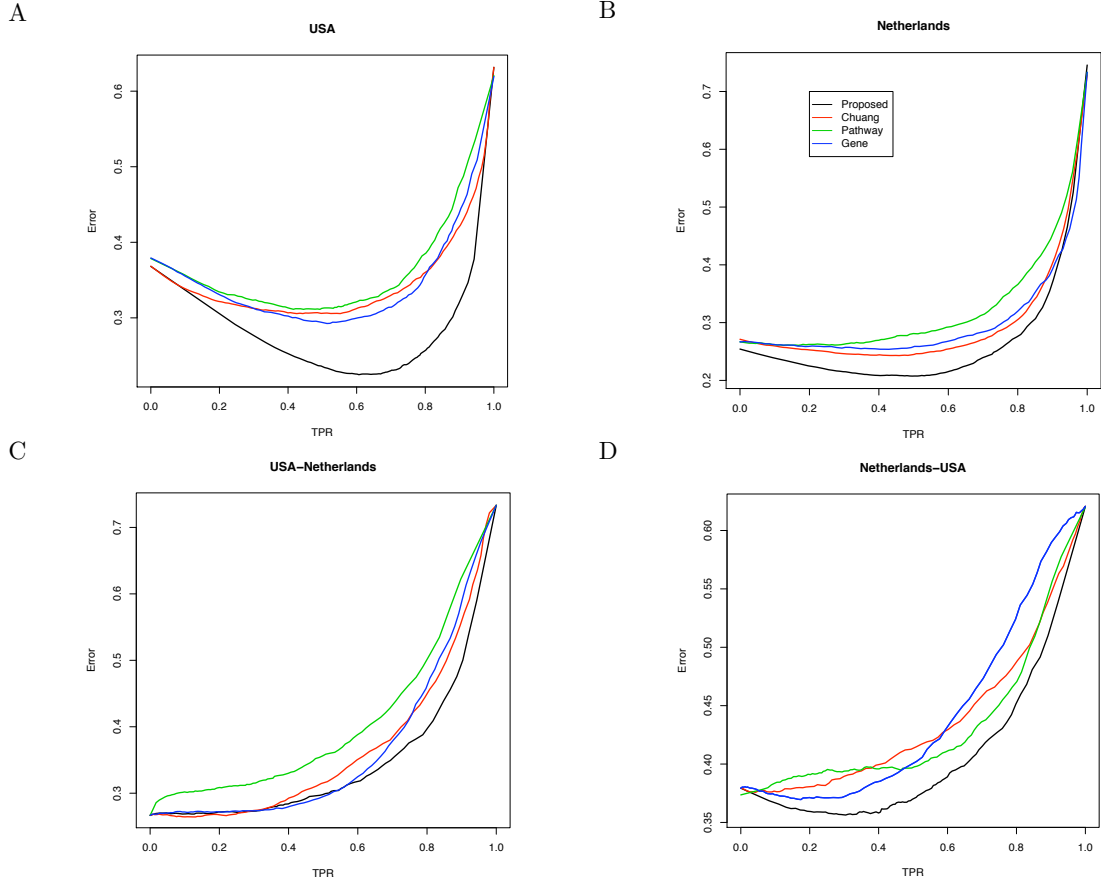 A
USA
Error
0.6
0.5
0.4
0.3
0.0 0.2 0.4 0.6 0.8 1.0
TPR
B
Netherlands
Error
0.7
0.6
0.5
0.4
0.3
0.2
Proposed
Chuang
Pathway
Gene
0.0 0.2 0.4 0.6 0.8 1.0
TPR
C
USA−Netherlands
Error
0.7
0.6
0.5
0.4
0.3
0.0 0.2 0.4 0.6 0.8 1.0
TPR
D
Netherlands−USA
Error
0.60
0.55
0.50
0.45
0.40
0.35
0.0 0.2 0.4 0.6 0.8 1.0
TPR